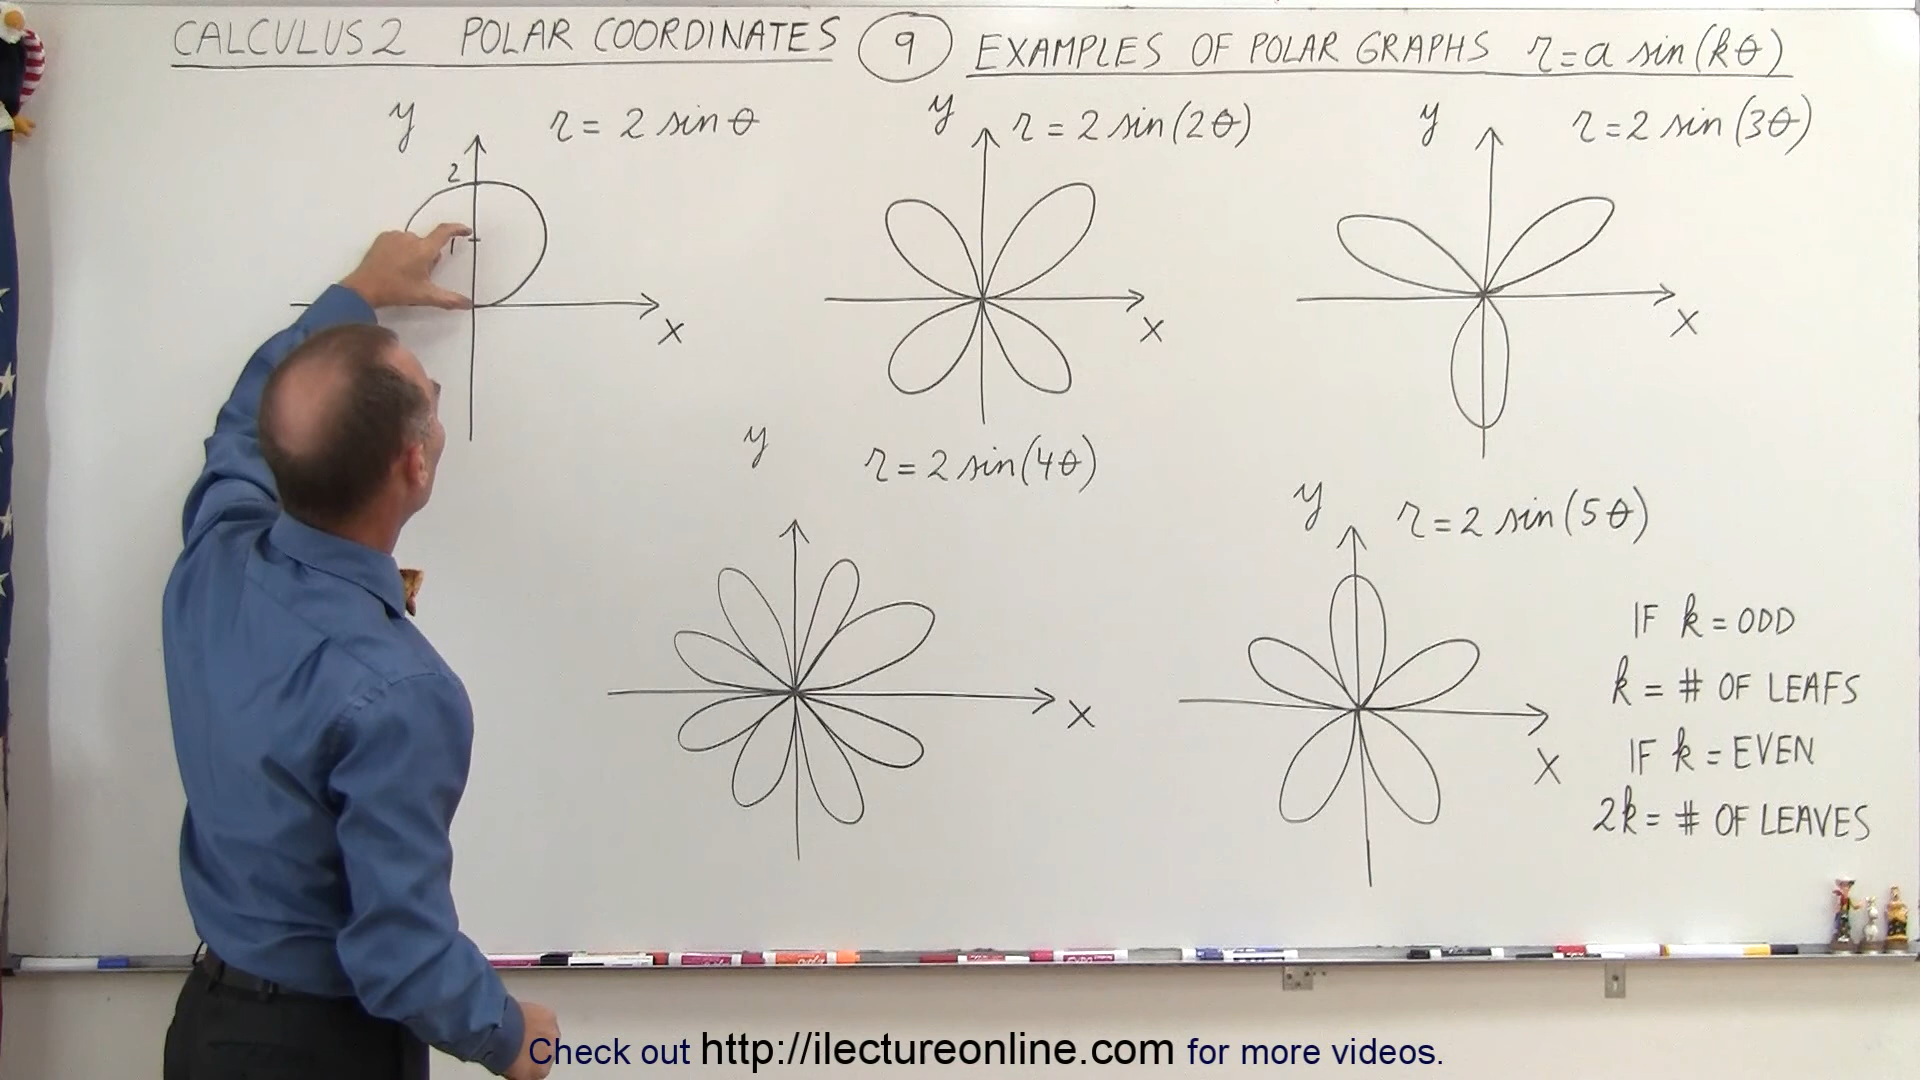 CALCULUS 2 POLAR COORDINATES 9 EXAMPLES OF POLAR GRAPHS r = a sin(kθ)
y r = 2 sin θ
2
1
x
y r = 2 sin(2θ)
x
y r = 2 sin(3θ)
x
y r = 2 sin(4θ)
x
y r = 2 sin(5θ)
x
IF k = ODD
k = # OF LEAFS
IF k = EVEN
2k = # OF LEAVES
Check out http://ilectureonline.com for more videos.